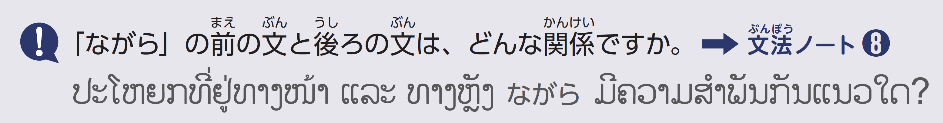 「ながら」の前の文と後ろの文は、どんな関係ですか。➡文法ノート❽
ປະໂຫຍກທີ່ຢູ່ທາງໜ້າ ແລະ ທາງຫຼັງ ながら ມີຄວາມສຳພັນກັນແນວໃດ?